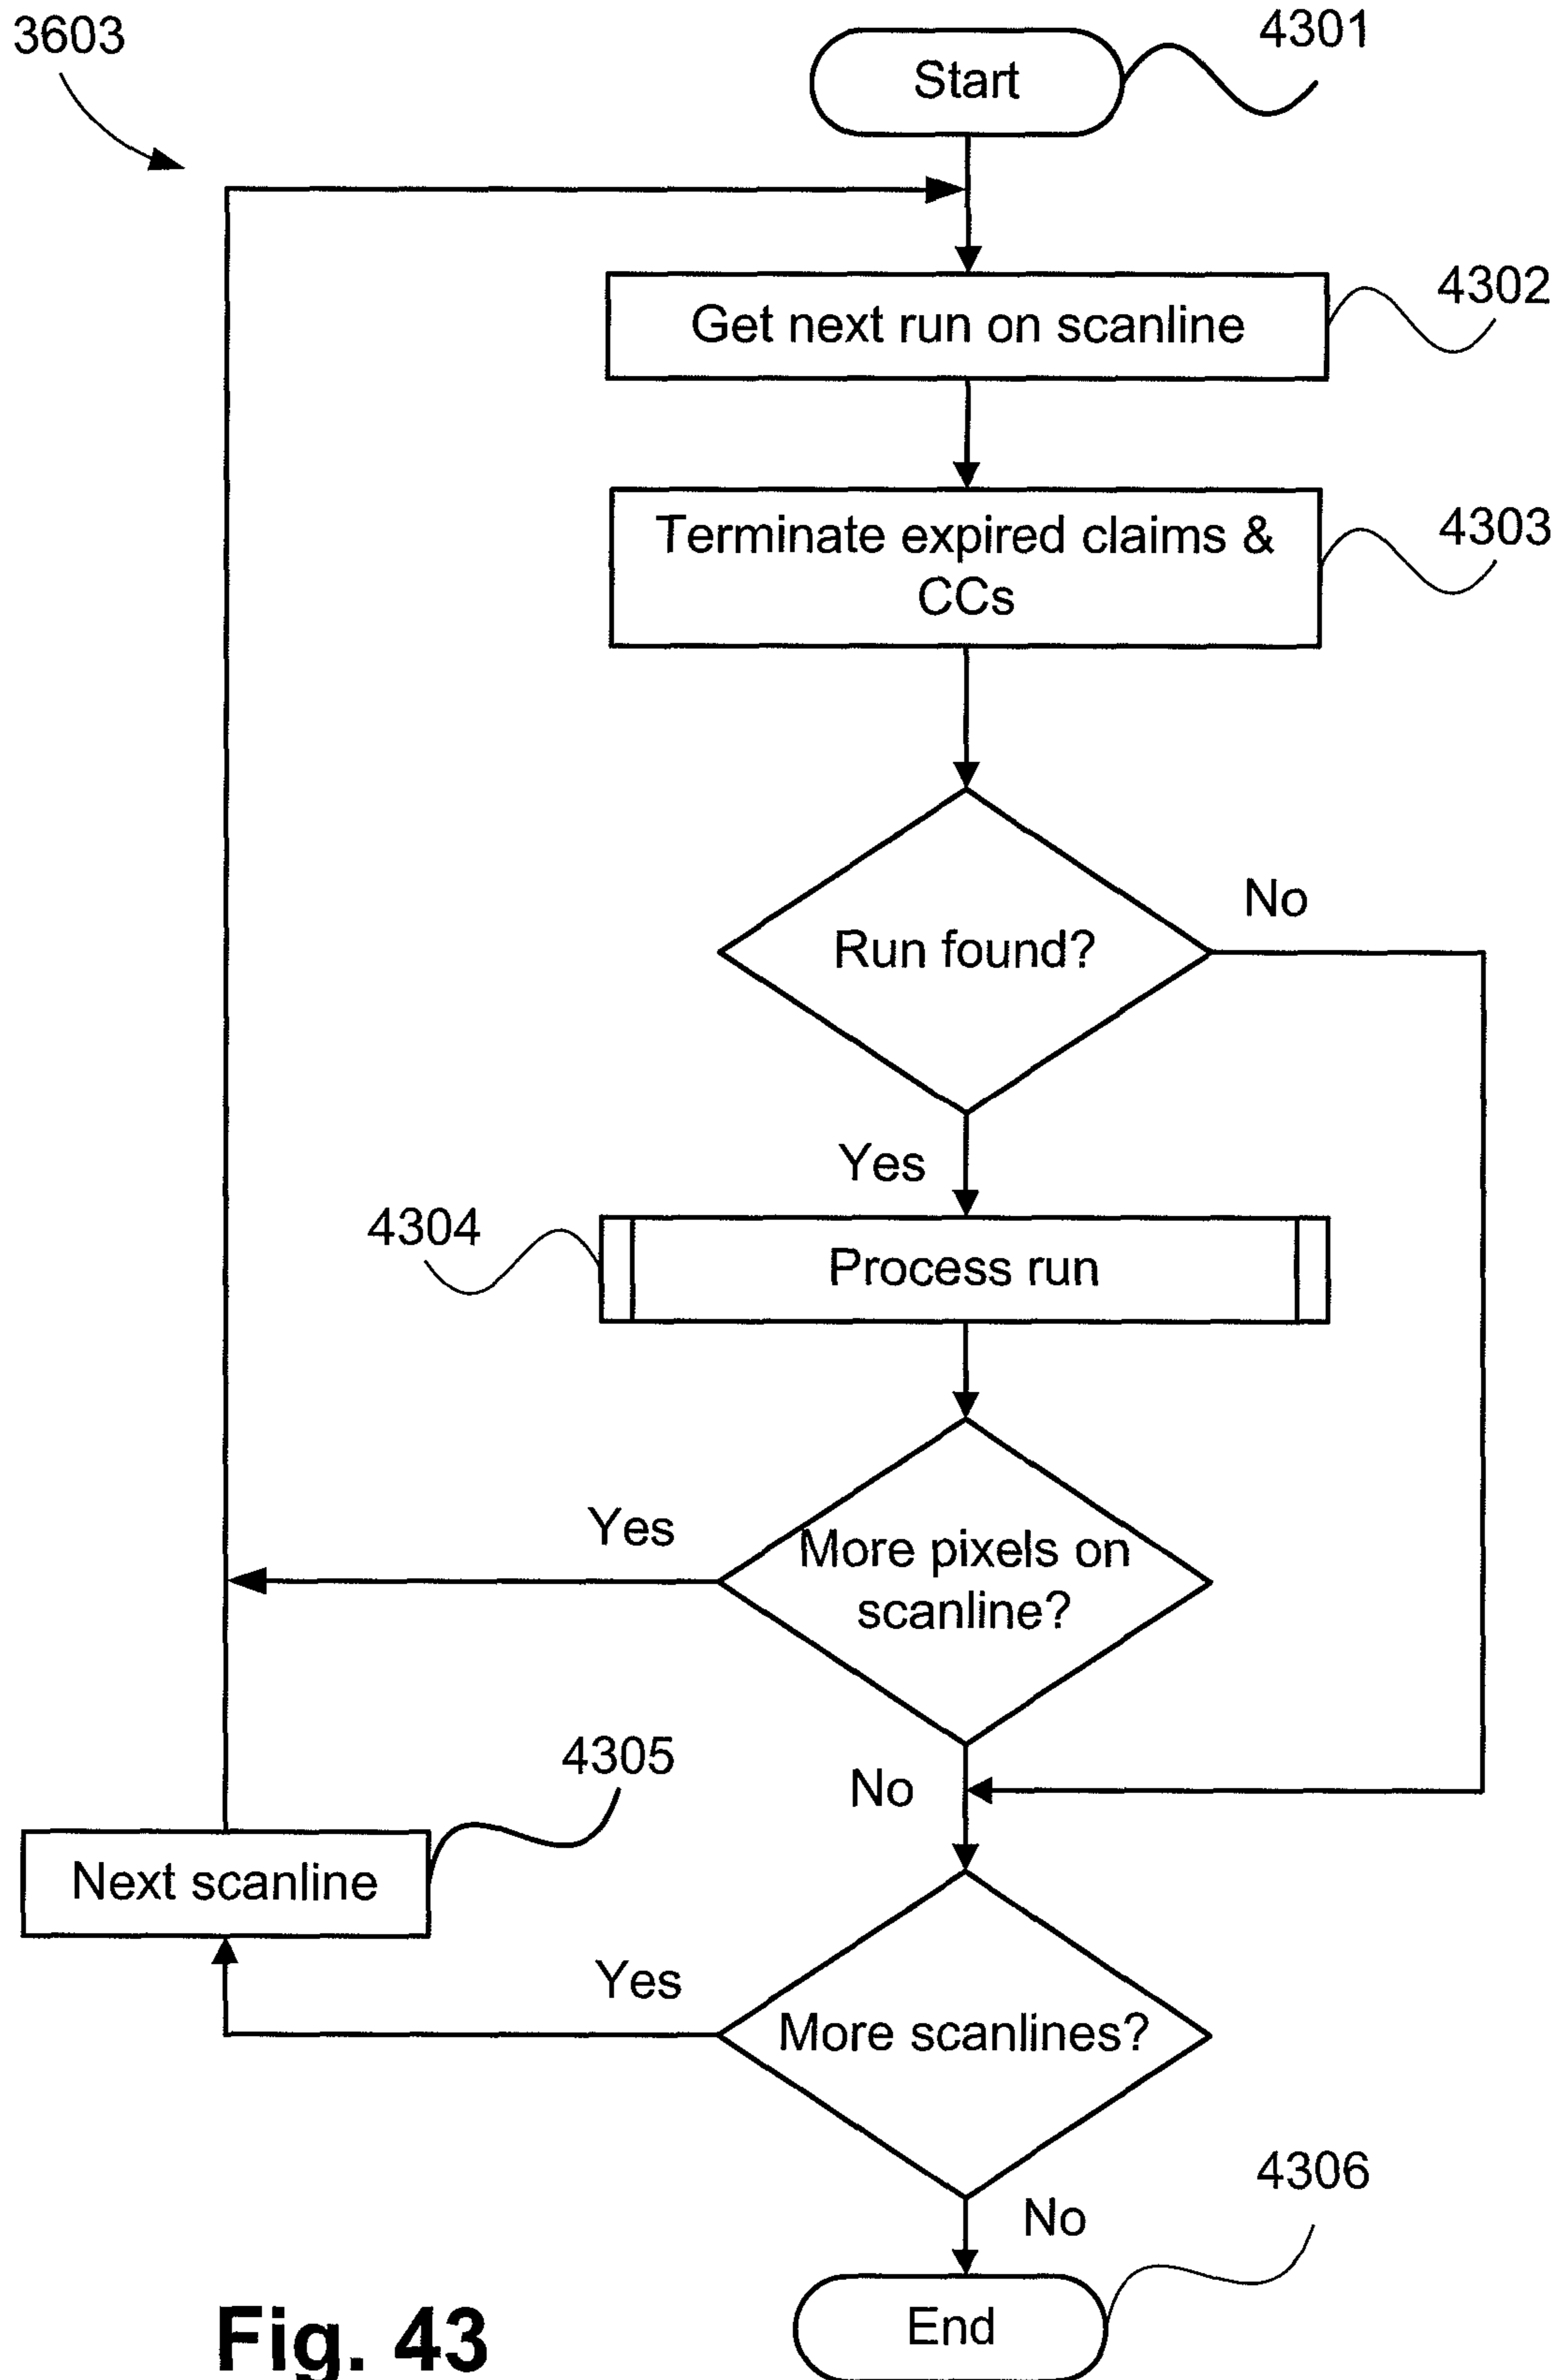 3603
4301
Start
Get next run on scanline
4302
Terminate expired claims &
CCs
4303
Run found?
No
Yes
4304
Process run
Yes
More pixels on
scanline?
4305
No
Next scanline
Yes
More scanlines?
4306
No
End
Fig. 43